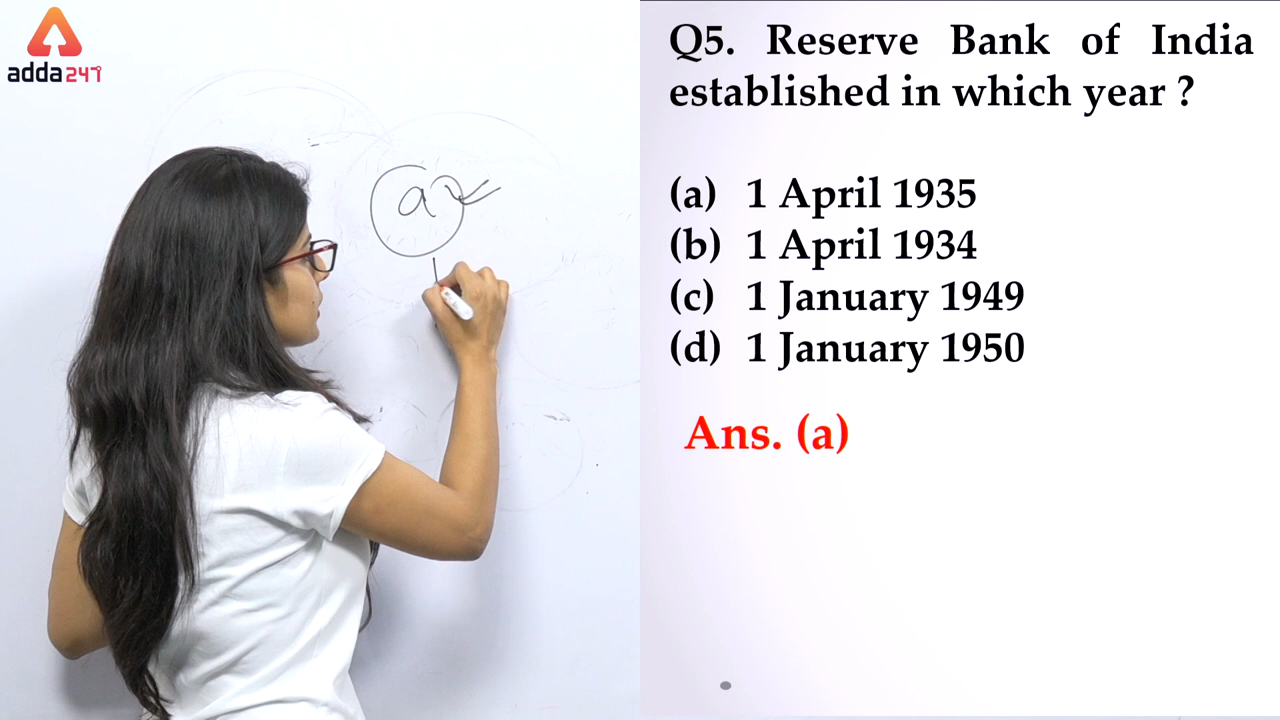 adda247
a
Q5. Reserve Bank of India
established in which year ?
(a) 1 April 1935
(b) 1 April 1934
(c) 1 January 1949
(d) 1 January 1950
Ans. (a)